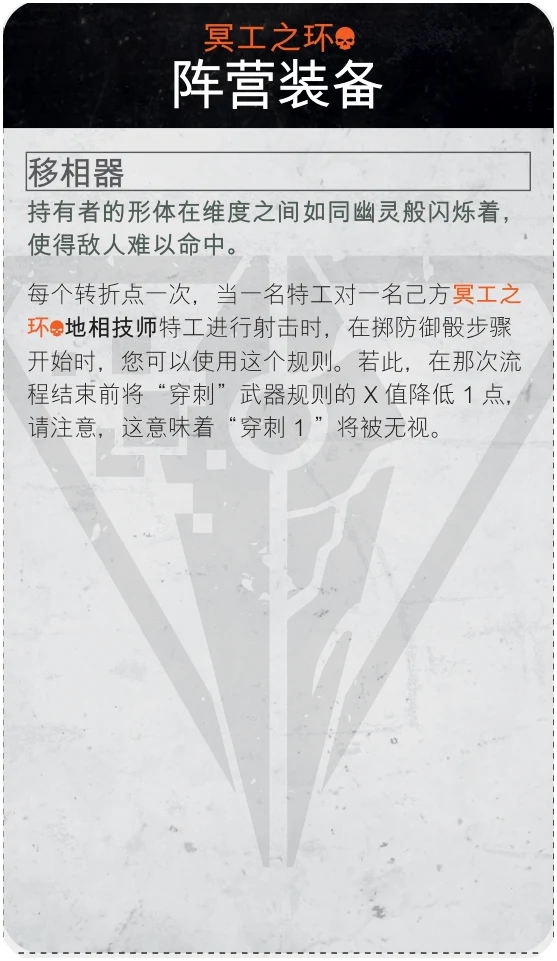 冥工之环
阵营装备
移相器
持有者的形体在维度之间如同幽灵般闪烁着，
使得敌人难以命中。
每个转折点一次，当一名特工对一名己方冥工之
环地相技师特工进行射击时，在掷防御骰步骤
开始时，您可以使用这个规则。若此，在那次流
程结束前将“穿刺”武器规则的 X 值降低 1 点，
请注意，这意味着“穿刺 1 ”将被无视。